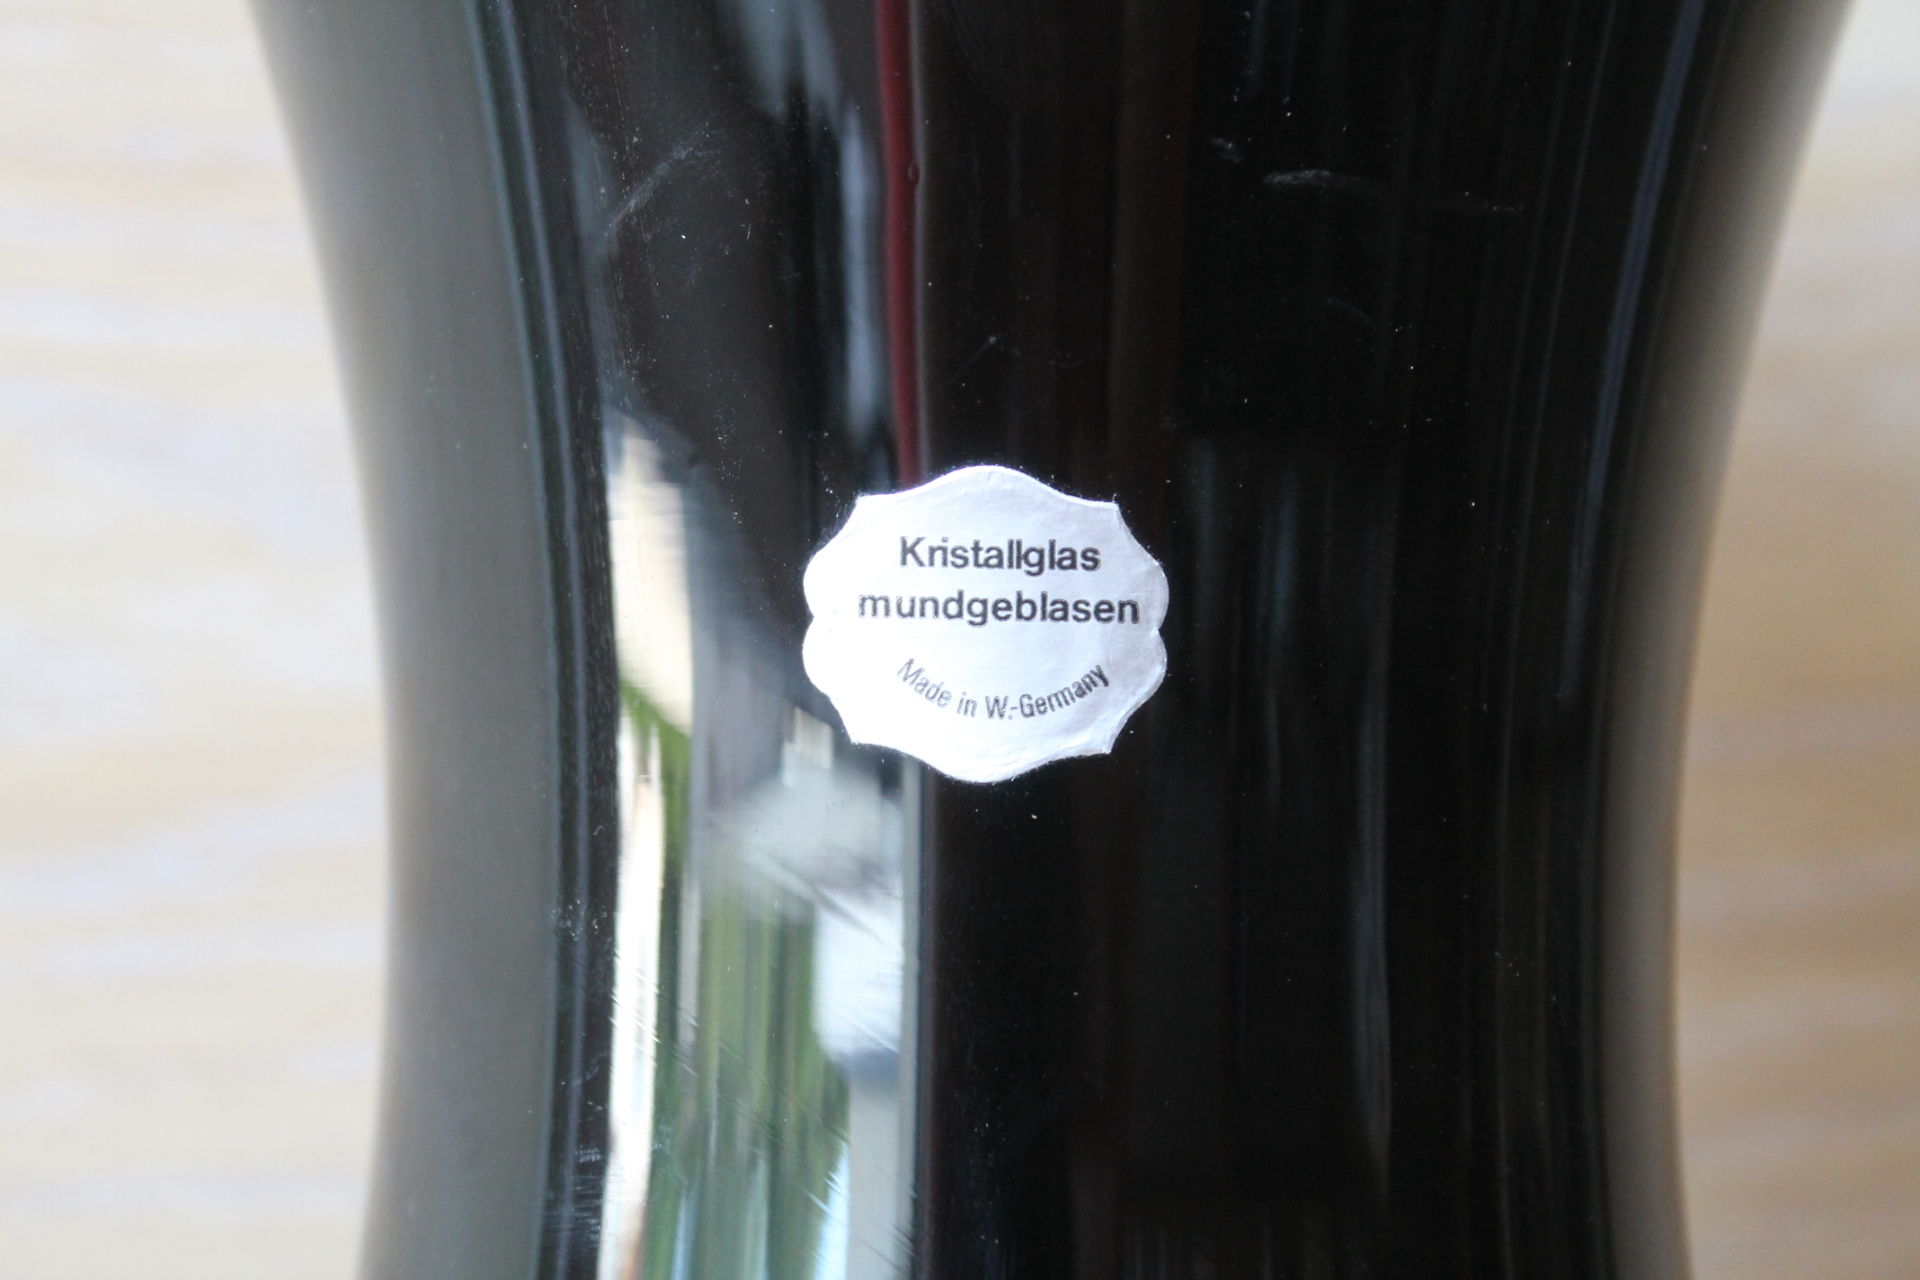 Kristallglas
mundgeblasen
Made in W.-Germany